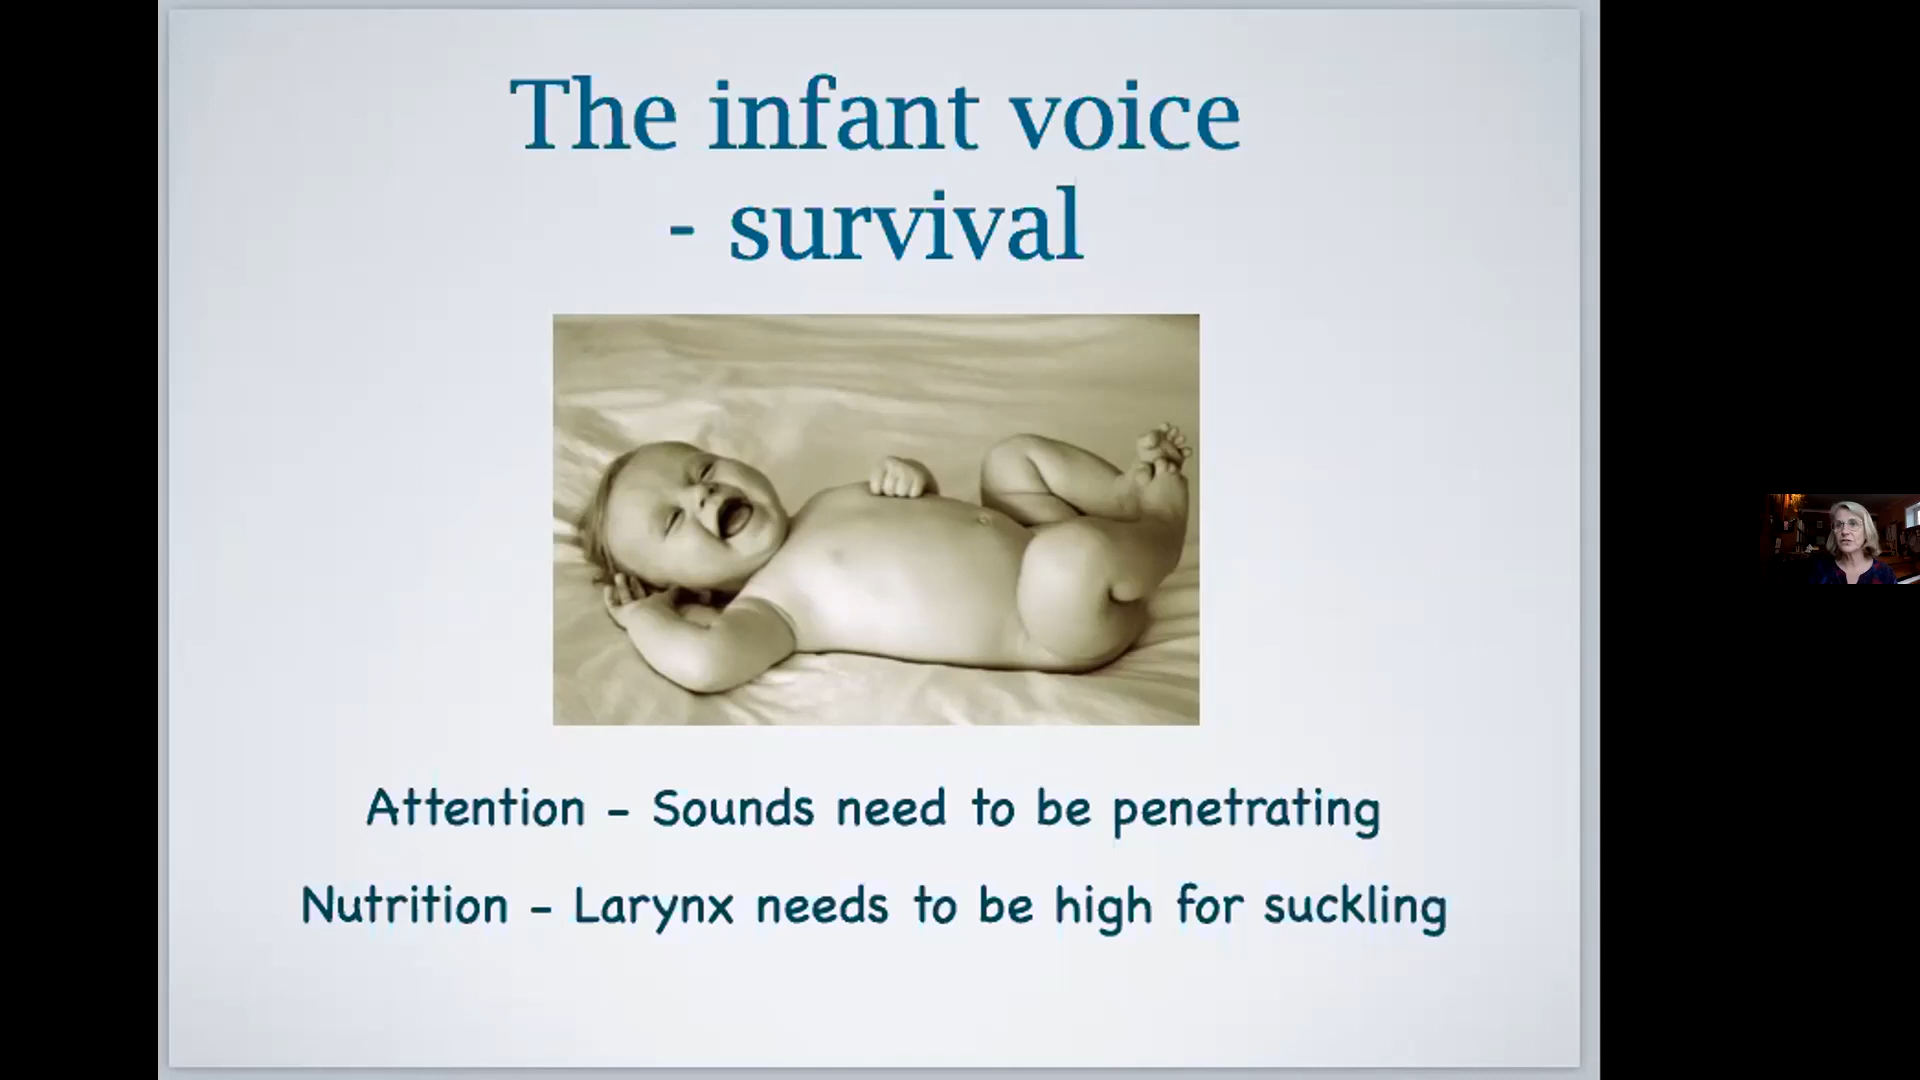 The infant voice
- survival
Attention - Sounds need to be penetrating
Nutrition - Larynx needs to be high for suckling